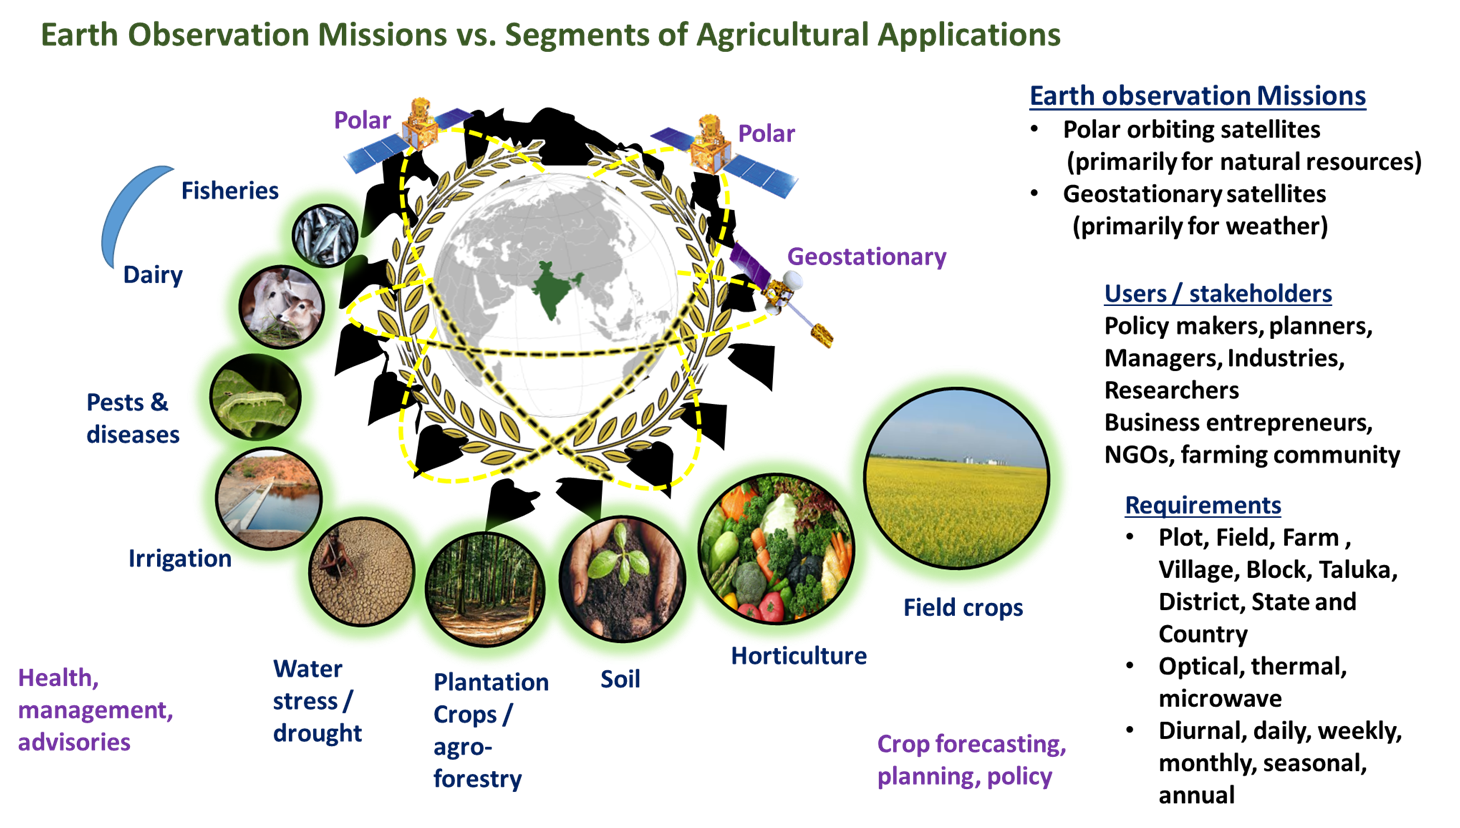 Earth Observation Missions vs. Segments of Agricultural Applications
Polar
Polar
Geostationary
Fisheries
Dairy
Pests &
diseases
Irrigation
Water
stress /
drought
Plantation
Crops /
agro-
forestry
Soil
Horticulture
Field crops
Health,
management,
advisories
Crop forecasting,
planning, policy
Earth observation Missions
• Polar orbiting satellites
(primarily for natural resources)
• Geostationary satellites
(primarily for weather)
Users / stakeholders
Policy makers, planners,
Managers, Industries,
Researchers
Business entrepreneurs,
NGOs, farming community
Requirements
• Plot, Field, Farm ,
Village, Block, Taluka,
District, State and
Country
• Optical, thermal,
microwave
• Diurnal, daily, weekly,
monthly, seasonal,
annual